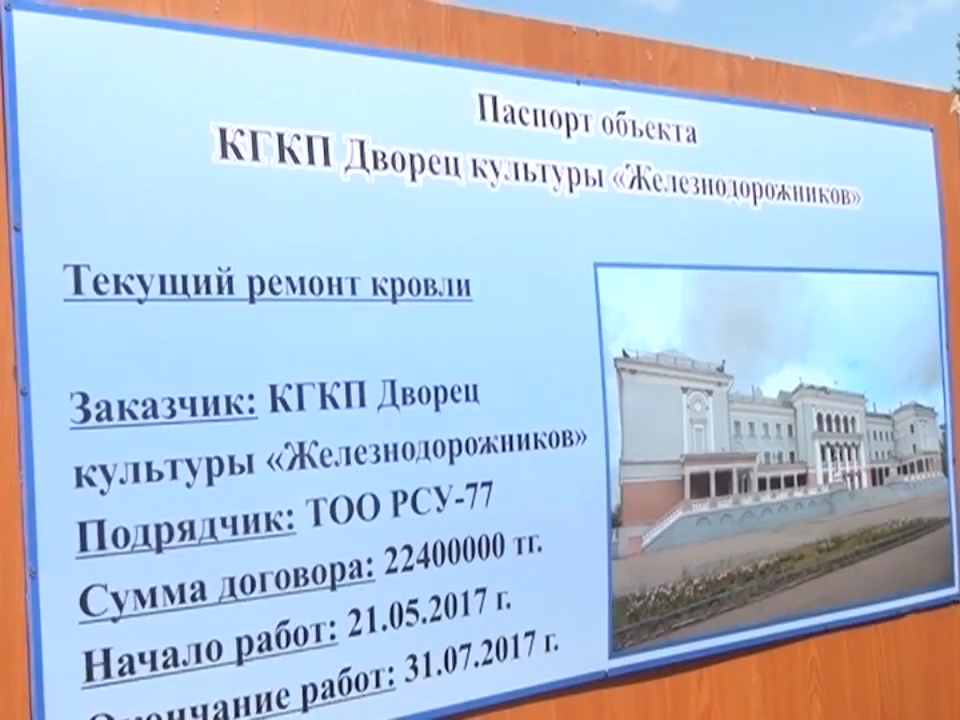 Паспорт объекта
КГКП Дворец культуры «Железнодорожников»
Текущий ремонт кровли
Заказчик: КГКП Дворец
культуры «Железнодорожников»
Подрядчик: ТОО РСУ-77
Сумма договора: 22400000 тг.
Начало работ: 21.05.2017 г.
Окончание работ: 31.07.2017 г.